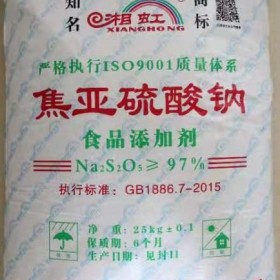 知名 商标
湘虹
XIANGHONG
严格执行ISO9001质量体系
焦亚硫酸钠
食品添加剂
Na₂S₂O₅≥97%
执行标准：GB1886.7-2015
净 重：25kg±0.1
保质期：6个月
生产日期：见封口